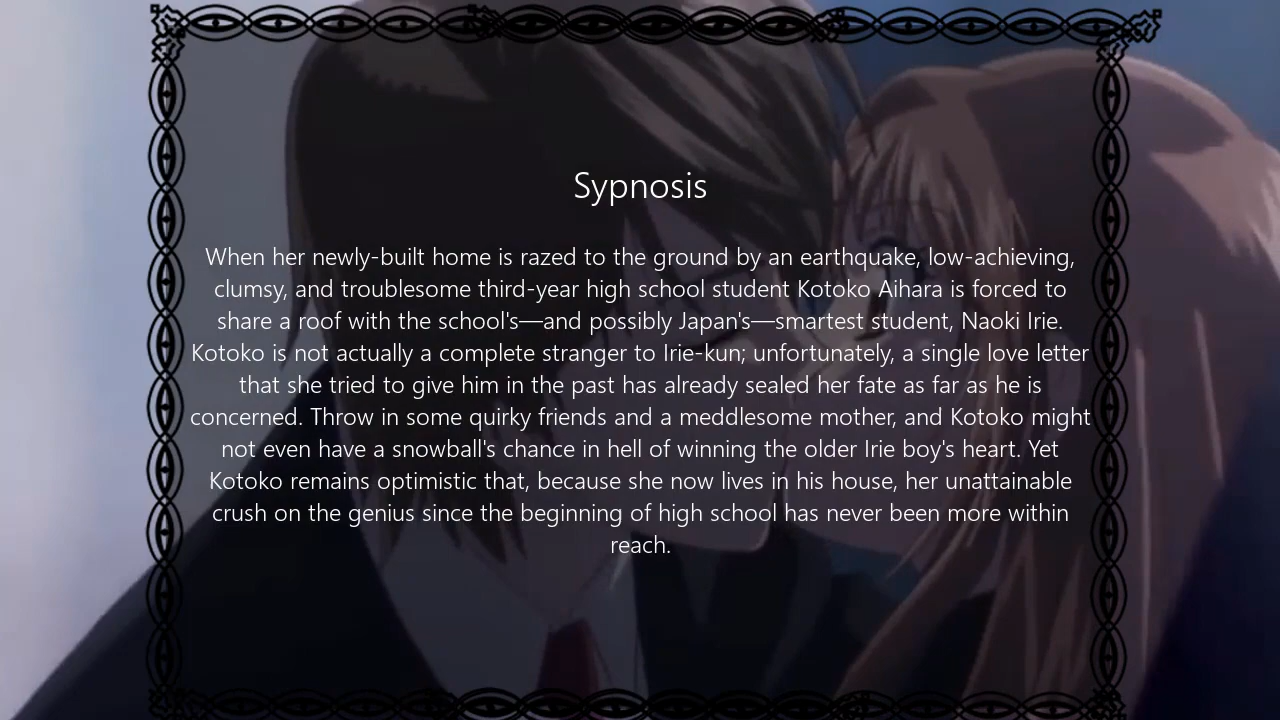 Sypnosis
When her newly-built home is razed to the ground by an earthquake, low-achieving,
clumsy, and troublesome third-year high school student Kotoko Aihara is forced to
share a roof with the school's—and possibly Japan's—smartest student, Naoki Irie.
Kotoko is not actually a complete stranger to Irie-kun; unfortunately, a single love letter
that she tried to give him in the past has already sealed her fate as far as he is
concerned. Throw in some quirky friends and a meddlesome mother, and Kotoko might
not even have a snowball's chance in hell of winning the older Irie boy's heart. Yet
Kotoko remains optimistic that, because she now lives in his house, her unattainable
crush on the genius since the beginning of high school has never been more within
reach.